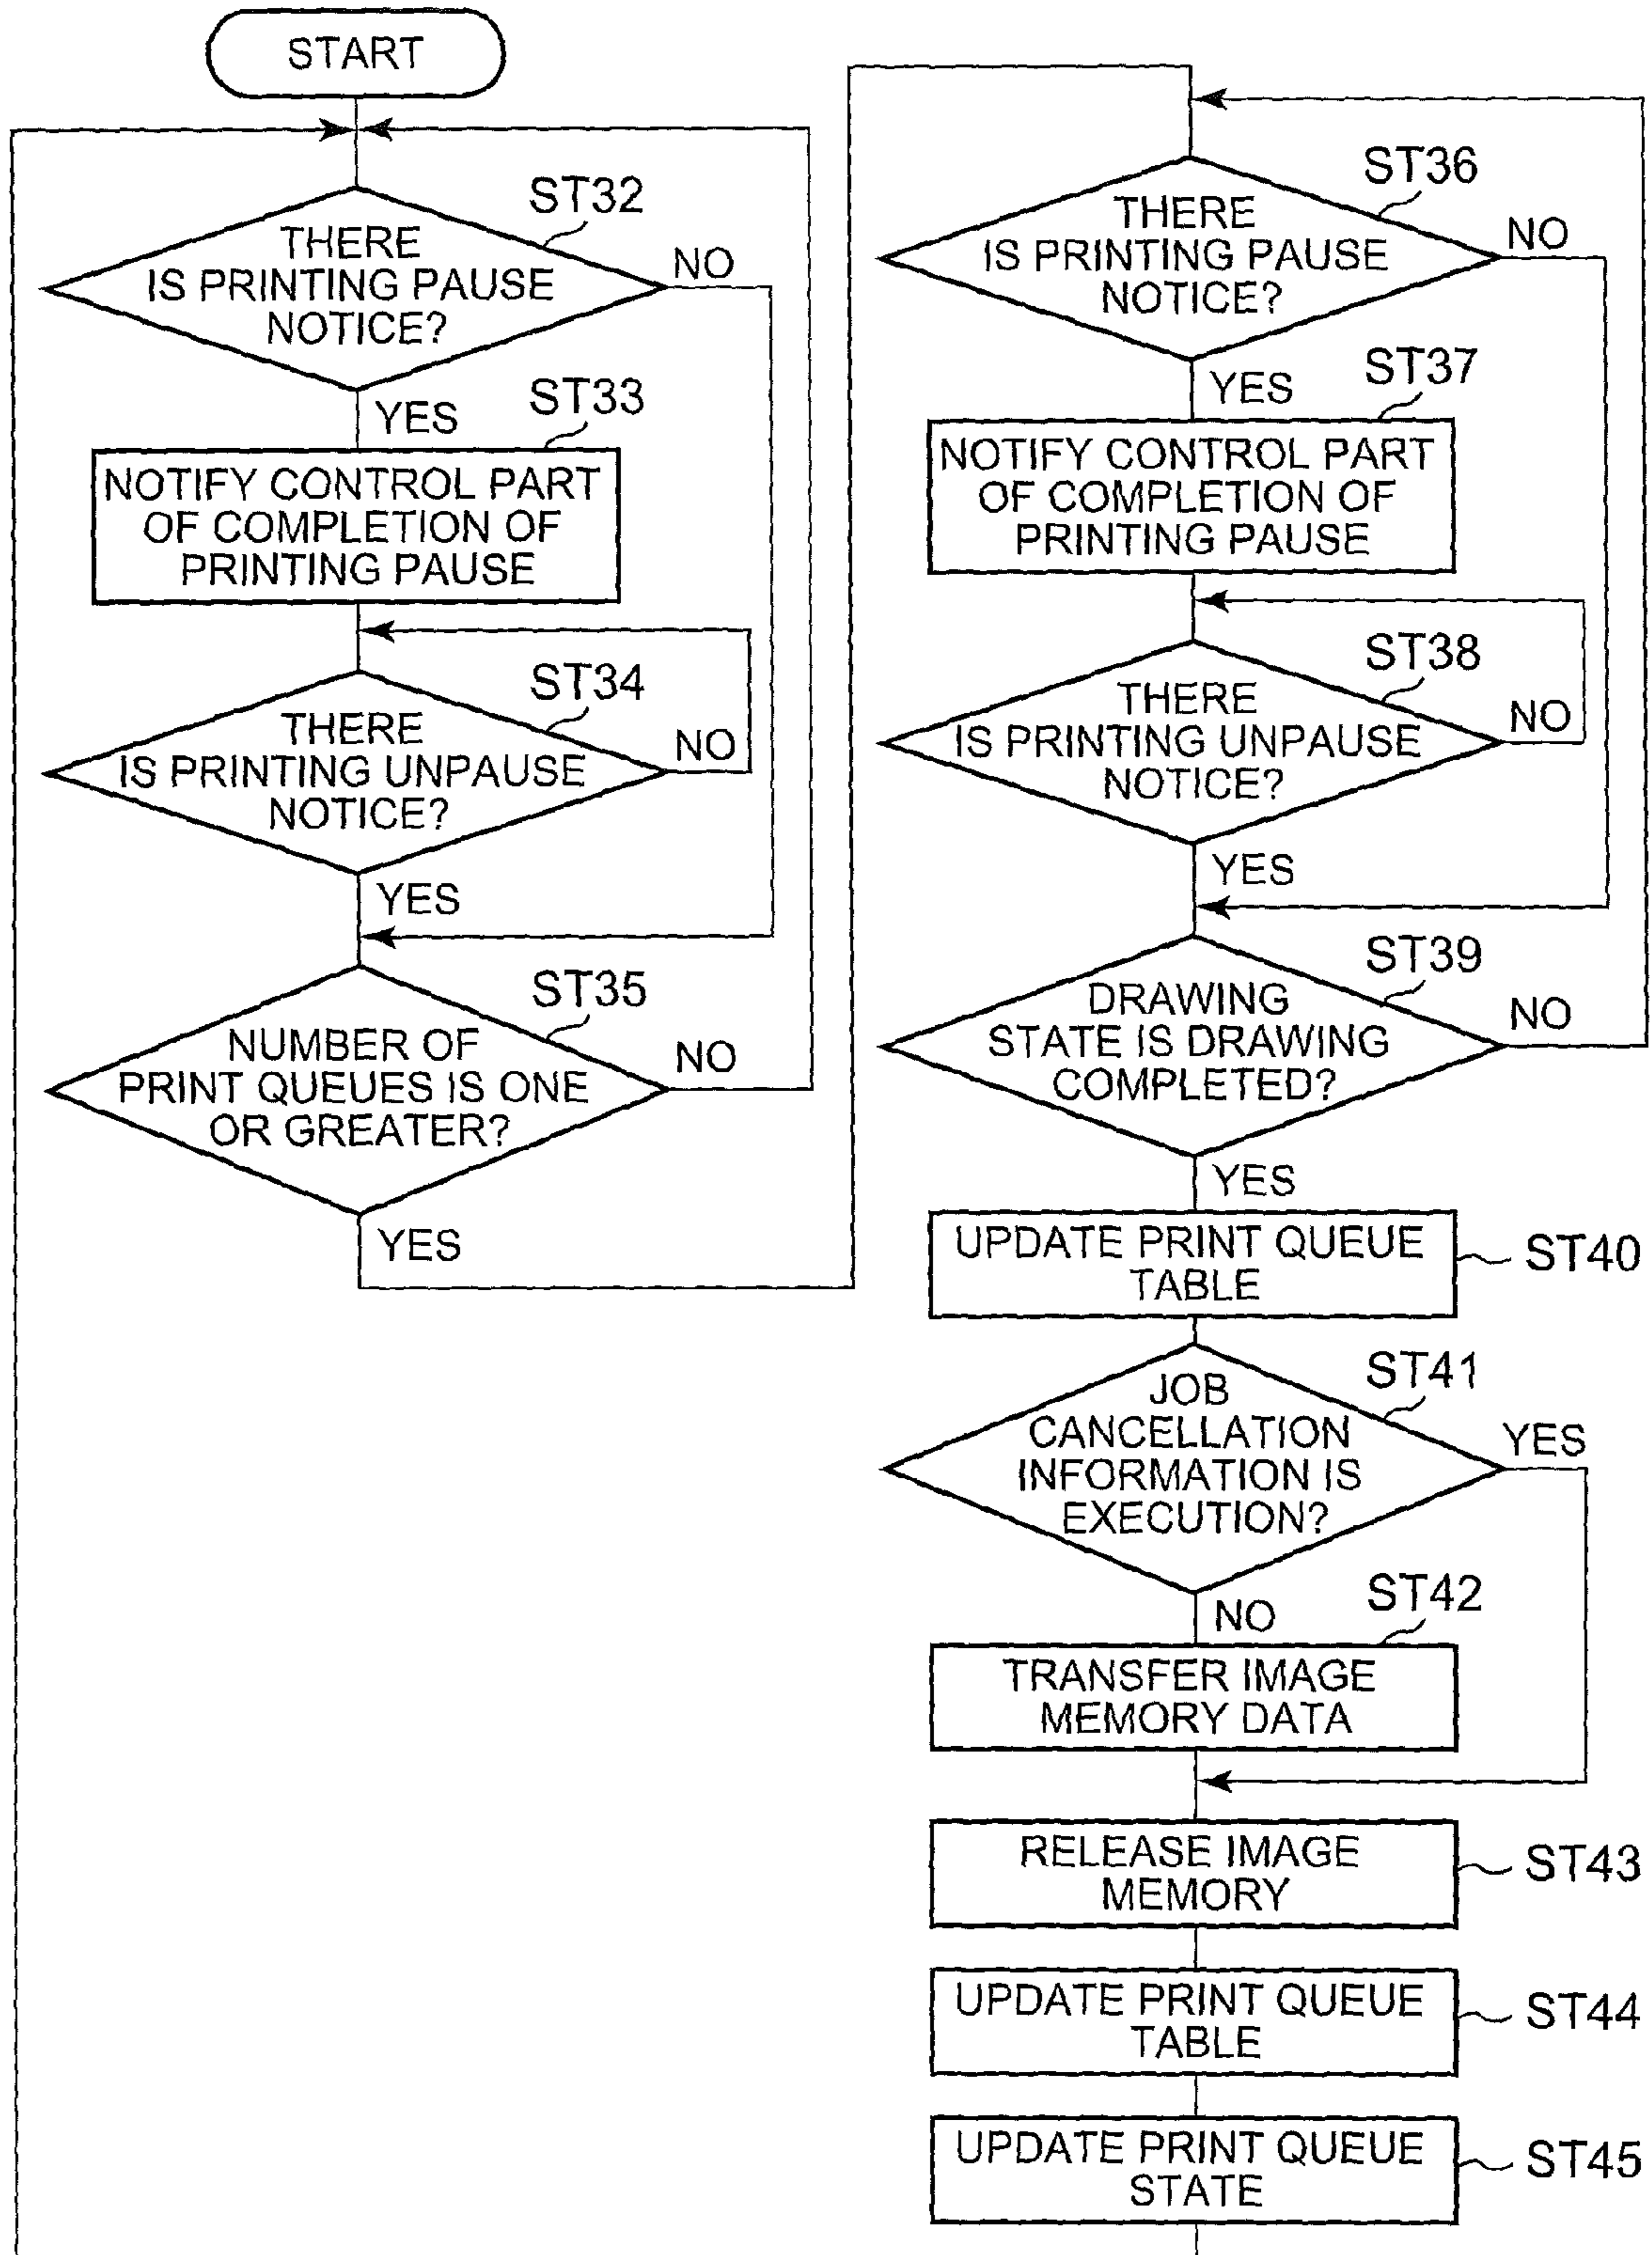 START
ST32
THERE
IS PRINTING PAUSE
NOTICE?
NO
YES
ST33
NOTIFY CONTROL PART
OF COMPLETION OF
PRINTING PAUSE
ST34
THERE
IS PRINTING UNPAUSE
NOTICE?
NO
YES
ST35
NUMBER OF
PRINT QUEUES IS ONE
OR GREATER?
NO
YES
ST36
THERE
IS PRINTING PAUSE
NOTICE?
NO
YES
ST37
NOTIFY CONTROL PART
OF COMPLETION OF
PRINTING PAUSE
ST38
THERE
IS PRINTING UNPAUSE
NOTICE?
NO
YES
ST39
DRAWING
STATE IS DRAWING
COMPLETED?
NO
YES
UPDATE PRINT QUEUE
TABLE
ST40
ST41
JOB
CANCELLATION
INFORMATION IS
EXECUTION?
YES
NO
ST42
TRANSFER IMAGE
MEMORY DATA
RELEASE IMAGE
MEMORY
ST43
UPDATE PRINT QUEUE
TABLE
ST44
UPDATE PRINT QUEUE
STATE
ST45